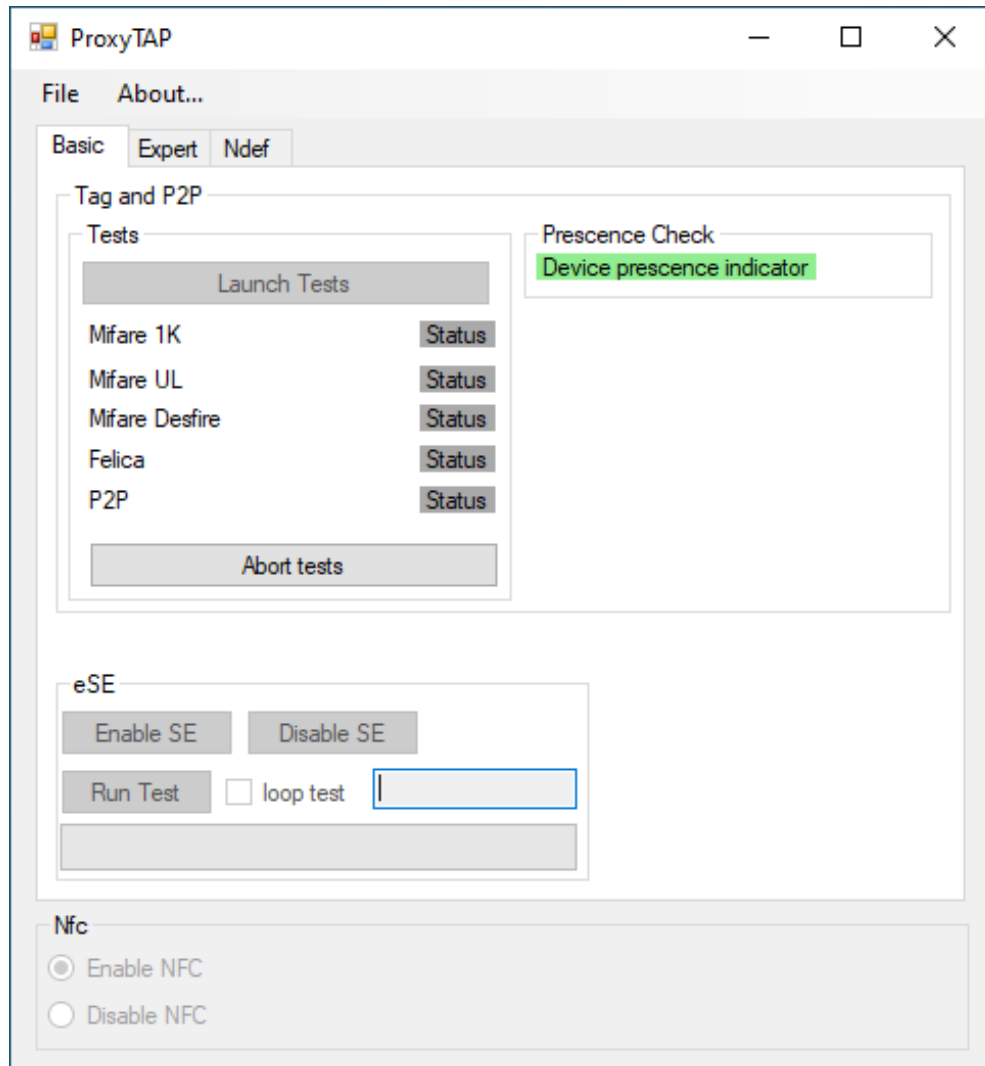 ProxyTAP
File About...
Basic Expert Ndef
Tag and P2P
Tests
Launch Tests
Mifare 1K Status
Mifare UL Status
Mifare Desfire Status
Felica Status
P2P Status
Abort tests
Prescence Check
Device prescence indicator
eSE
Enable SE Disable SE
Run Test loop test
Nfc
Enable NFC
Disable NFC